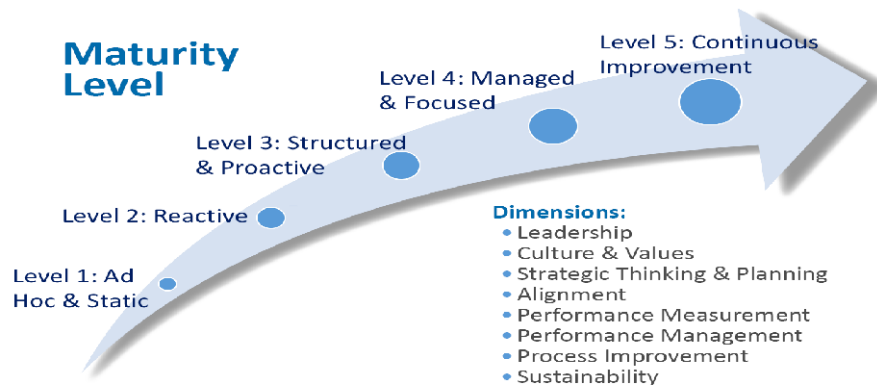 Maturity
Level
Level 5: Continuous
Improvement
Level 4: Managed
& Focused
Level 3: Structured
& Proactive
Level 2: Reactive
Level 1: Ad
Hoc & Static
Dimensions:
• Leadership
• Culture & Values
• Strategic Thinking & Planning
• Alignment
• Performance Measurement
• Performance Management
• Process Improvement
• Sustainability